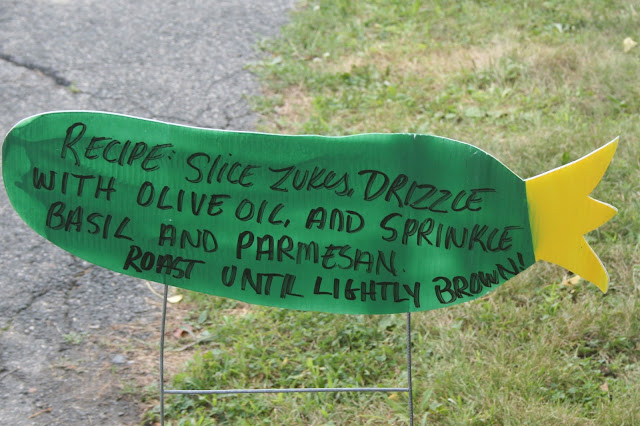 RECIPE: SLICE ZUKES, DRIZZLE
WITH OLIVE OIL, AND SPRINKLE
BASIL AND PARMESAN.
ROAST UNTIL LIGHTLY BROWN!